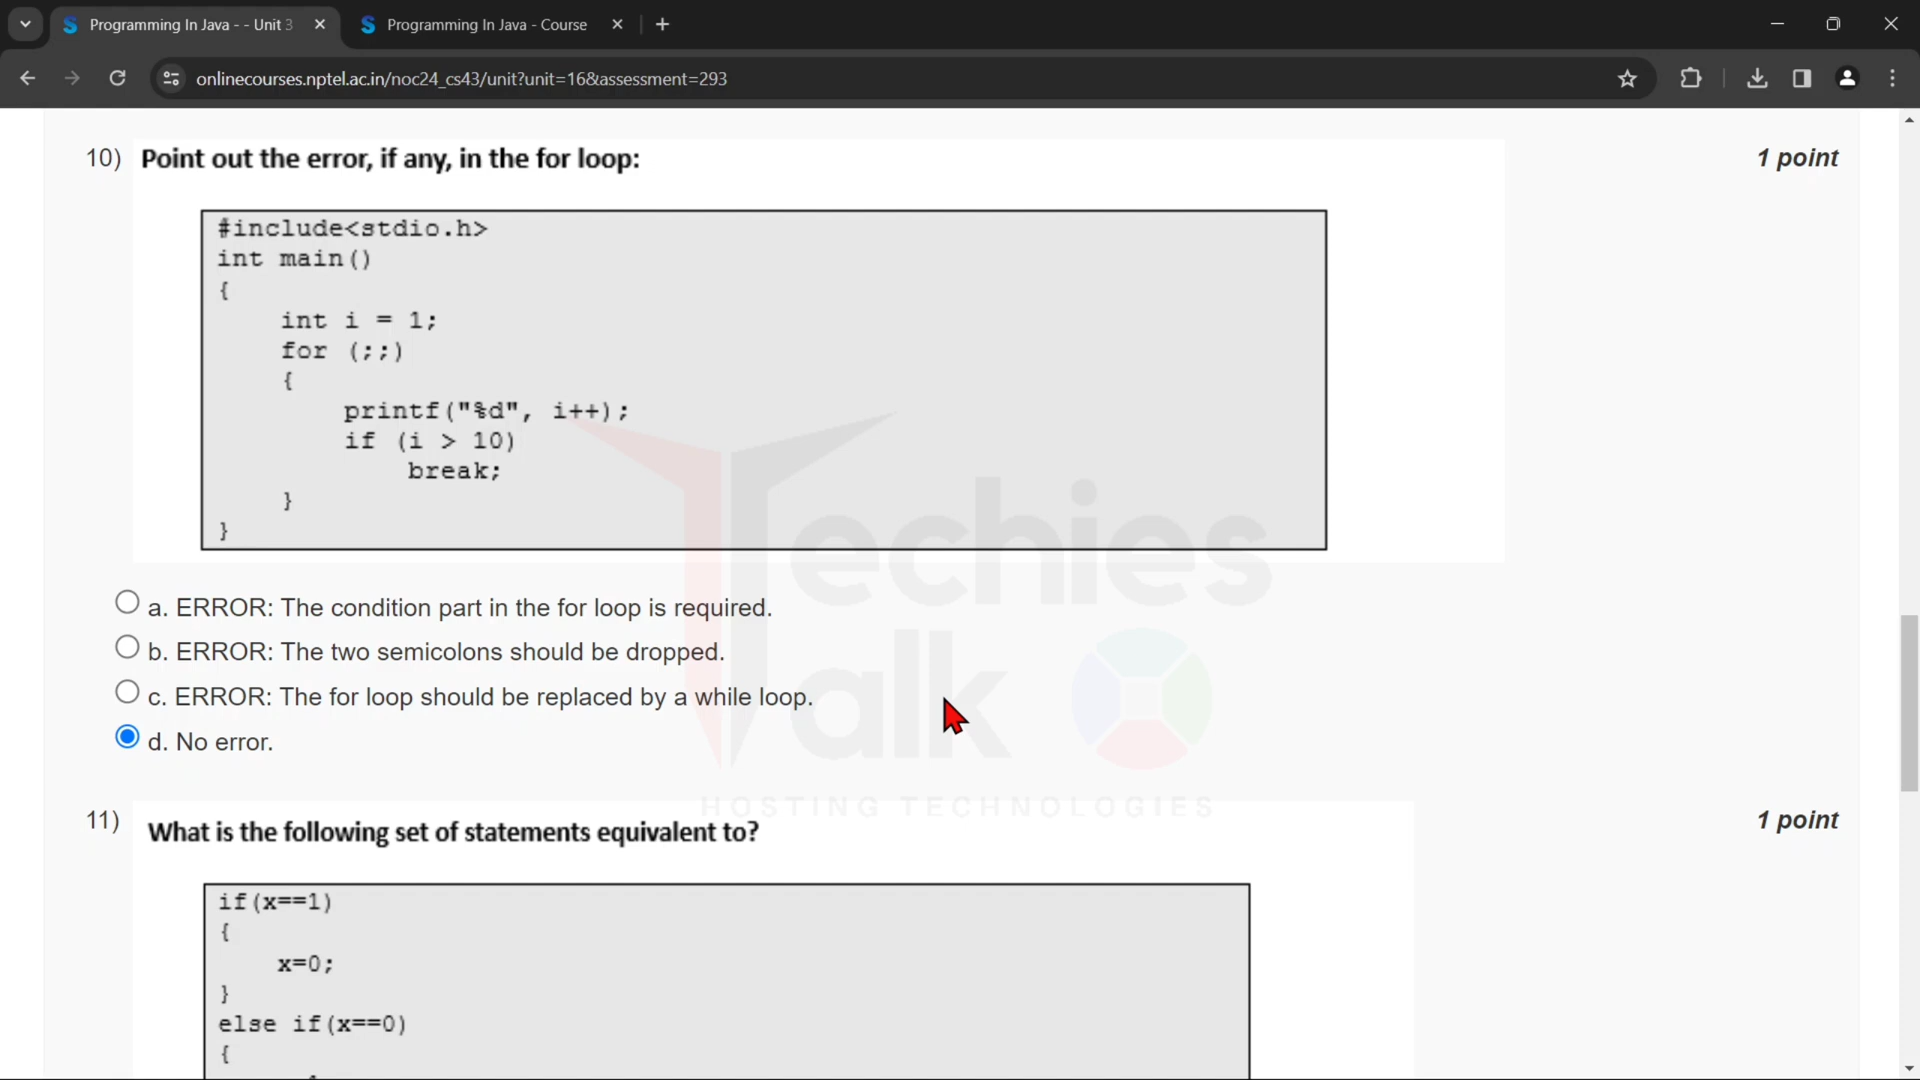 Programming In Java - - Unit 3
Programming In Java - Course
onlinecourses.nptel.ac.in/noc24_cs43/unit?unit=16&assessment=293
10) Point out the error, if any, in the for loop: 1 point
#include<stdio.h>
int main()
{
int i = 1;
for (;;)
{
printf("%d", i++);
if (i > 10)
break;
}
}
a. ERROR: The condition part in the for loop is required.
b. ERROR: The two semicolons should be dropped.
c. ERROR: The for loop should be replaced by a while loop.
d. No error.
Techies
Talk
HOSTING TECHNOLOGIES
11) What is the following set of statements equivalent to? 1 point
if(x==1)
{
x=0;
}
else if(x==0)
{